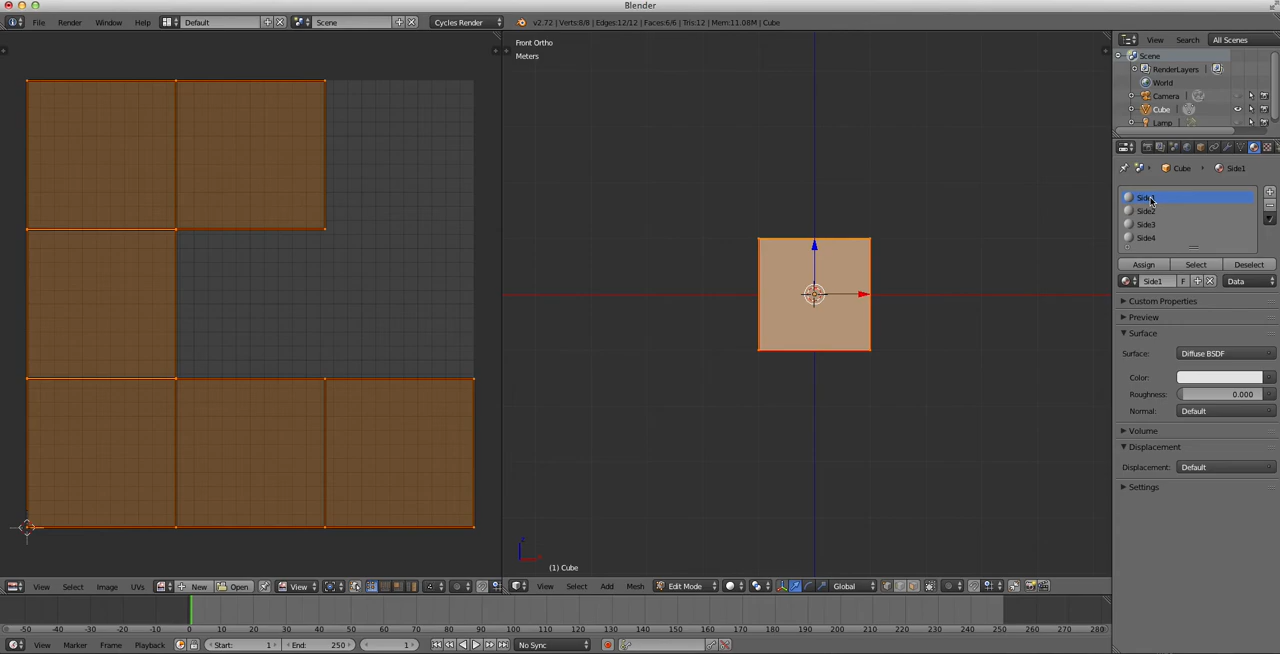 Blender
File Render Window Help Default Scene Cycles Render v2.72 | Verts:8/8 | Edges:12/12 | Faces:6/6 | Tris:12 | Mem:11.08M | Cube
Front Ortho
Meters
View Search All Scenes
Scene
RenderLayers
World
Camera
Cube
Lamp
Cube Side1
Side1
Side2
Side3
Side4
Assign Select Deselect
Side1 F Data
Custom Properties
Preview
Surface
Surface: Diffuse BSDF
Color:
Roughness: 0.000
Normal: Default
Volume
Displacement
Displacement: Default
Settings
(1) Cube
View Select Image UVs New Open View
View Select Add Mesh Edit Mode Global
-50 -40 -30 -20 -10 0 10 20 30 40 50 60 70 80 90 100 110 120 130 140 150 160 170 180 190 200 210 220 230 240 250 260 270 280
View Marker Frame Playback Start: 1 End: 250 1 No Sync